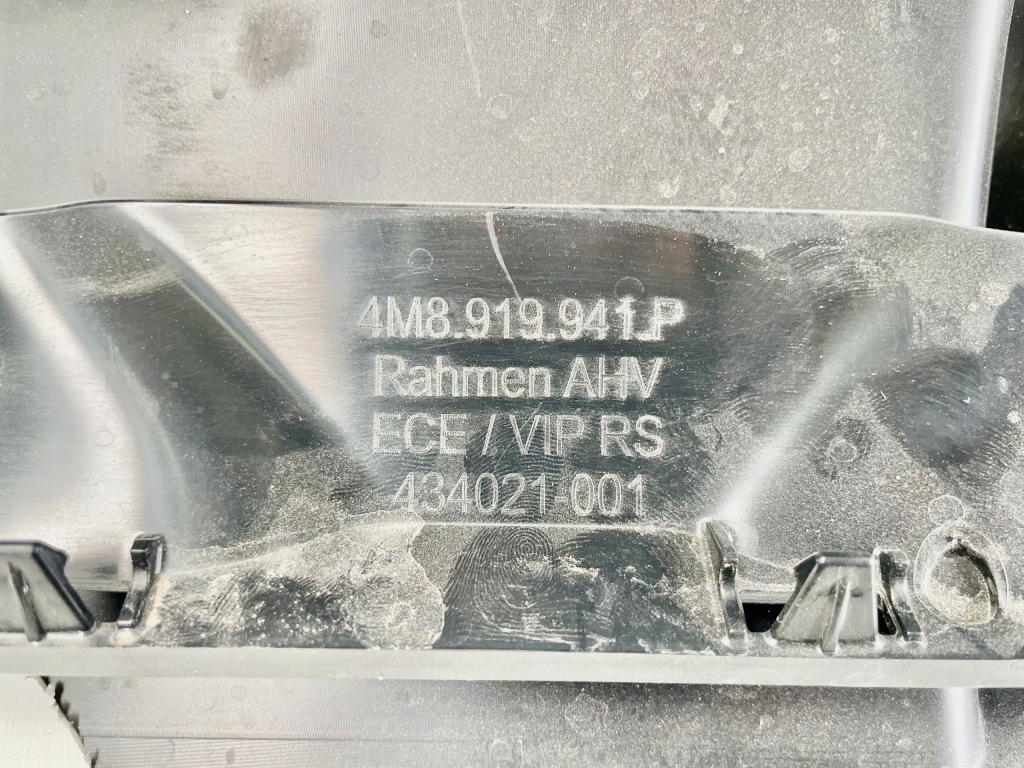 4M8.919.941.P
Rahmen AHV
ECE / VIP RS
434021-001